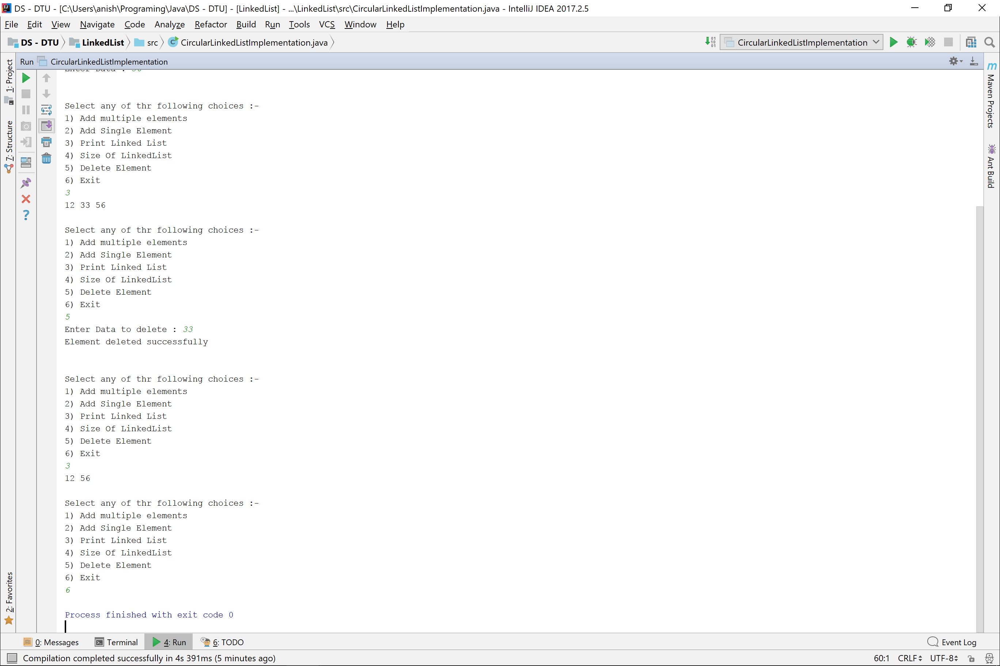 DS - DTU - [C:\Users\anish\Programing\Java\DS - DTU] - [LinkedList] - ...\LinkedList\src\CircularLinkedListImplementation.java - IntelliJ IDEA 2017.2.5
File Edit View Navigate Code Analyze Refactor Build Run Tools VCS Window Help
DS - DTU LinkedList src CircularLinkedListImplementation.java CircularLinkedListImplementation
Run CircularLinkedListImplementation
1: Project
7: Structure
2: Favorites
Maven Projects
Ant Build
Select any of thr following choices :-
1) Add multiple elements
2) Add Single Element
3) Print Linked List
4) Size Of LinkedList
5) Delete Element
6) Exit
3
12 33 56
Select any of thr following choices :-
1) Add multiple elements
2) Add Single Element
3) Print Linked List
4) Size Of LinkedList
5) Delete Element
6) Exit
5
Enter Data to delete : 33
Element deleted successfully
Select any of thr following choices :-
1) Add multiple elements
2) Add Single Element
3) Print Linked List
4) Size Of LinkedList
5) Delete Element
6) Exit
3
12 56
Select any of thr following choices :-
1) Add multiple elements
2) Add Single Element
3) Print Linked List
4) Size Of LinkedList
5) Delete Element
6) Exit
6
Process finished with exit code 0
0: Messages Terminal 4: Run 6: TODO Event Log
Compilation completed successfully in 4s 391ms (5 minutes ago) 60:1 CRLF UTF-8